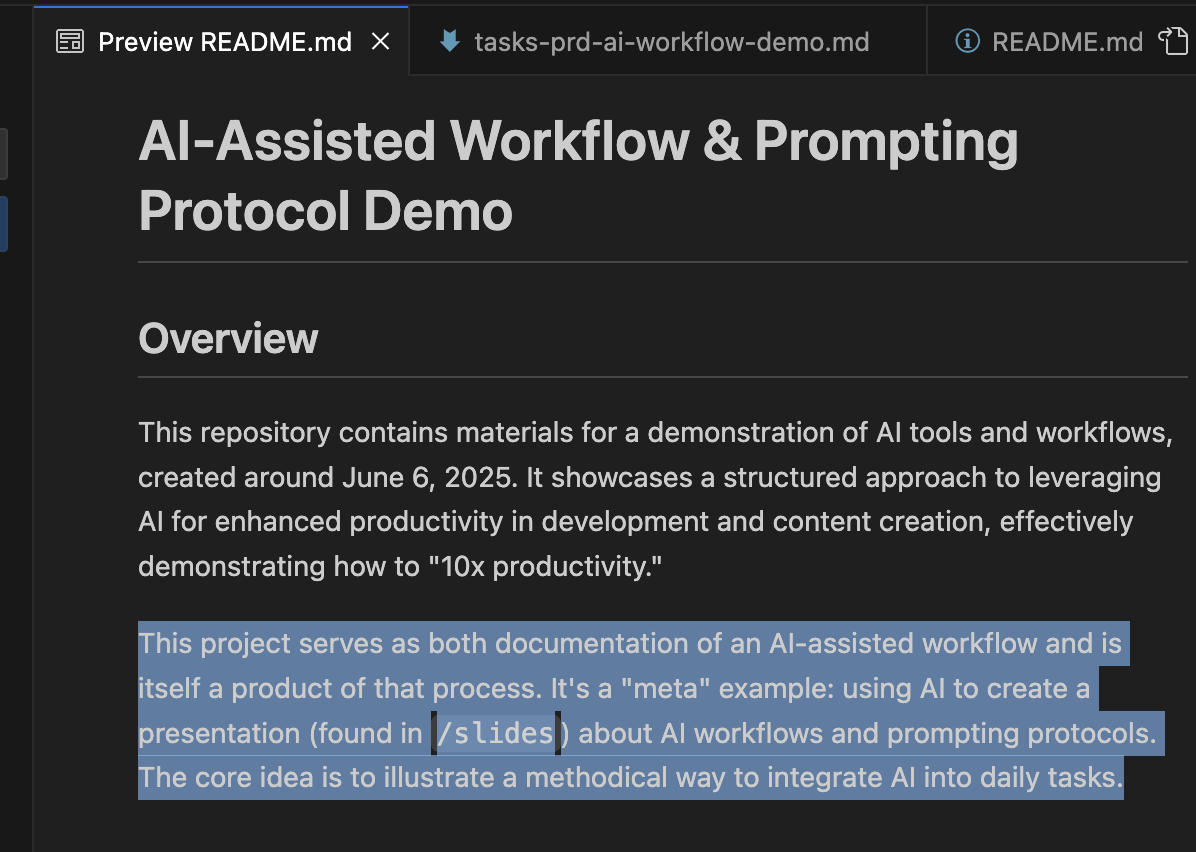 Preview README.md
tasks-prd-ai-workflow-demo.md
README.md
AI-Assisted Workflow & Prompting
Protocol Demo
Overview
This repository contains materials for a demonstration of AI tools and workflows,
created around June 6, 2025. It showcases a structured approach to leveraging
AI for enhanced productivity in development and content creation, effectively
demonstrating how to "10x productivity."
This project serves as both documentation of an AI-assisted workflow and is
itself a product of that process. It's a "meta" example: using AI to create a
presentation (found in /slides) about AI workflows and prompting protocols.
The core idea is to illustrate a methodical way to integrate AI into daily tasks.